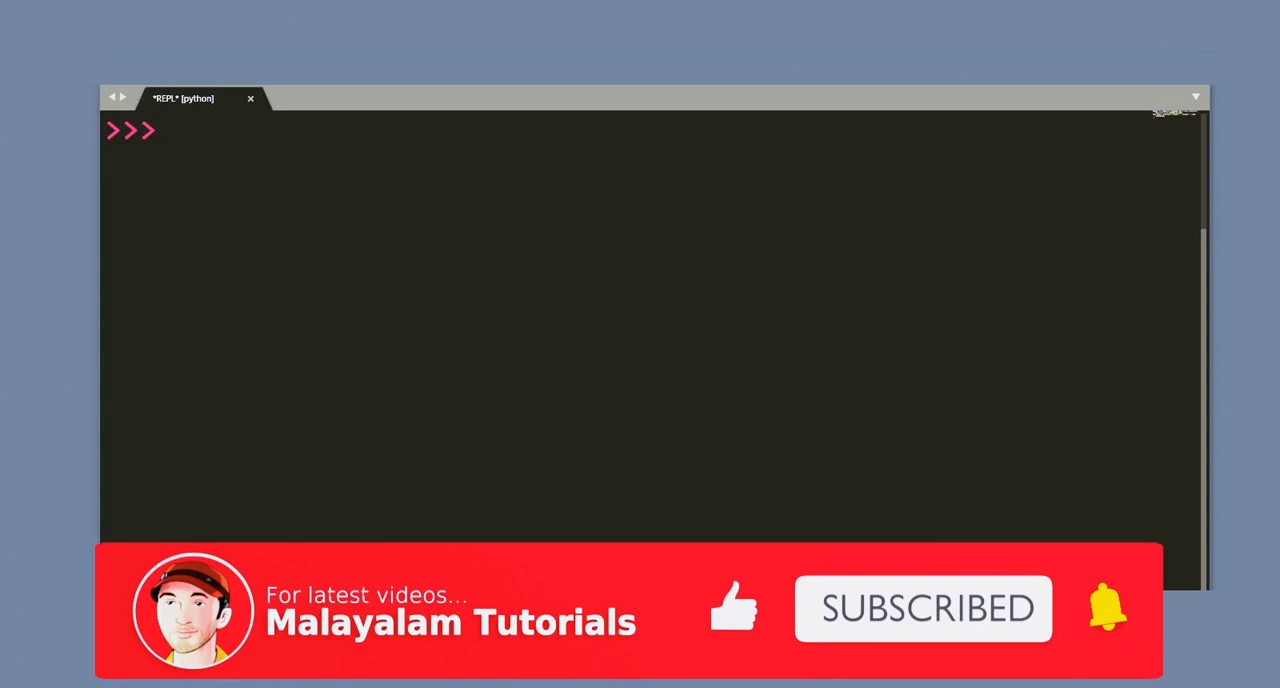 *REPL* [python]
>>>
For latest videos...
Malayalam Tutorials
SUBSCRIBED